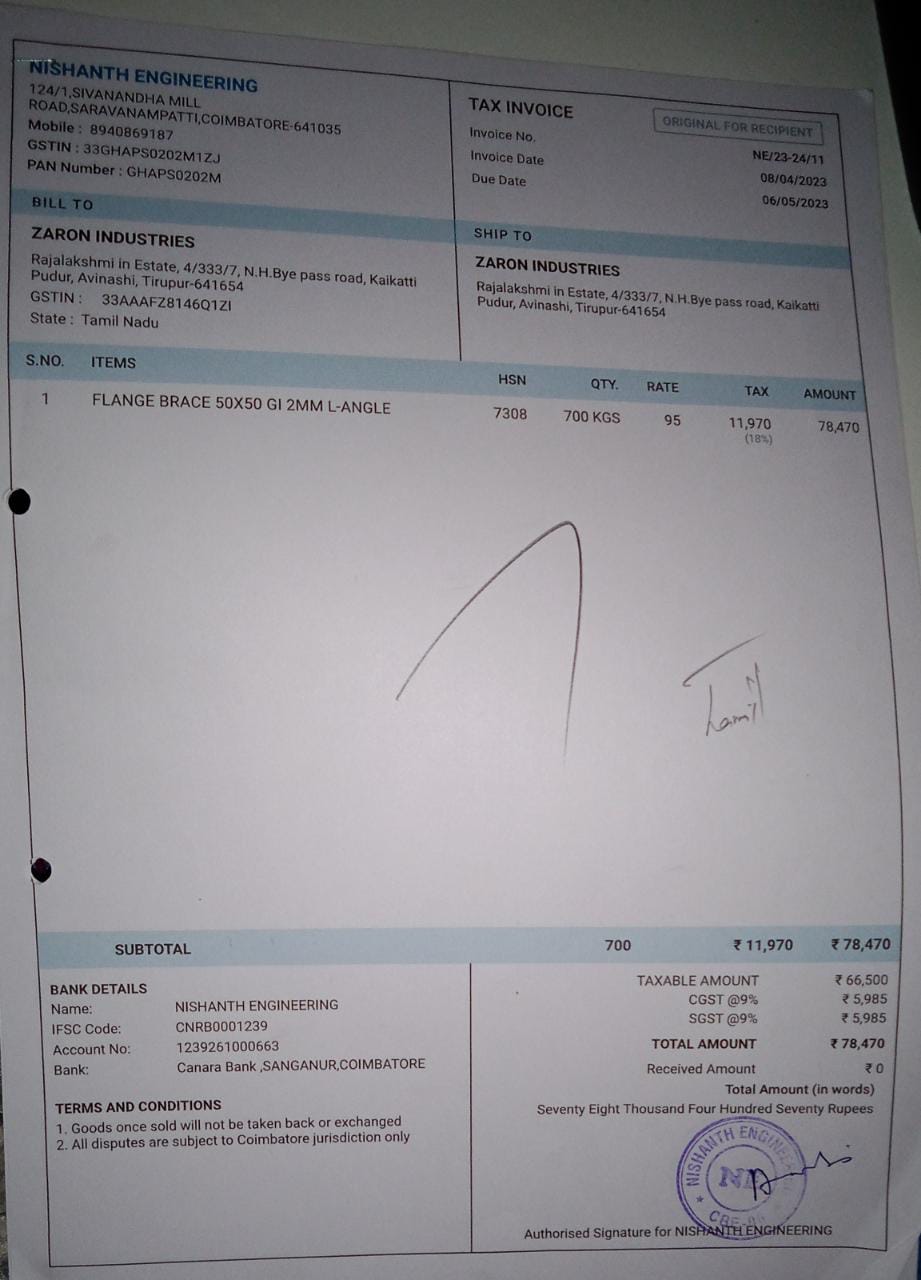 NISHANTH ENGINEERING
124/1,SIVANANDHA MILL
ROAD,SARAVANAMPATTI,COIMBATORE-641035
Mobile : 8940869187
GSTIN : 33GHAPS0202M1ZJ
PAN Number : GHAPS0202M
TAX INVOICE
ORIGINAL FOR RECIPIENT
Invoice No. NE/23-24/11
Invoice Date 08/04/2023
Due Date 06/05/2023
BILL TO
ZARON INDUSTRIES
Rajalakshmi in Estate, 4/333/7, N.H.Bye pass road, Kaikatti
Pudur, Avinashi, Tirupur-641654
GSTIN : 33AAAFZ8146Q1ZI
State : Tamil Nadu
SHIP TO
ZARON INDUSTRIES
Rajalakshmi in Estate, 4/333/7, N.H.Bye pass road, Kaikatti
Pudur, Avinashi, Tirupur-641654
S.NO. ITEMS HSN QTY. RATE TAX AMOUNT
1 FLANGE BRACE 50X50 GI 2MM L-ANGLE 7308 700 KGS 95 11,970 78,470
(18%)
SUBTOTAL 700 ₹ 11,970 ₹ 78,470
BANK DETAILS
Name: NISHANTH ENGINEERING
IFSC Code: CNRB0001239
Account No: 1239261000663
Bank: Canara Bank ,SANGANUR,COIMBATORE
TERMS AND CONDITIONS
1. Goods once sold will not be taken back or exchanged
2. All disputes are subject to Coimbatore jurisdiction only
TAXABLE AMOUNT ₹ 66,500
CGST @9% ₹ 5,985
SGST @9% ₹ 5,985
TOTAL AMOUNT ₹ 78,470
Received Amount ₹ 0
Total Amount (in words)
Seventy Eight Thousand Four Hundred Seventy Rupees
NISHANTH ENGINEERING
NE
Authorised Signature for NISHANTH ENGINEERING